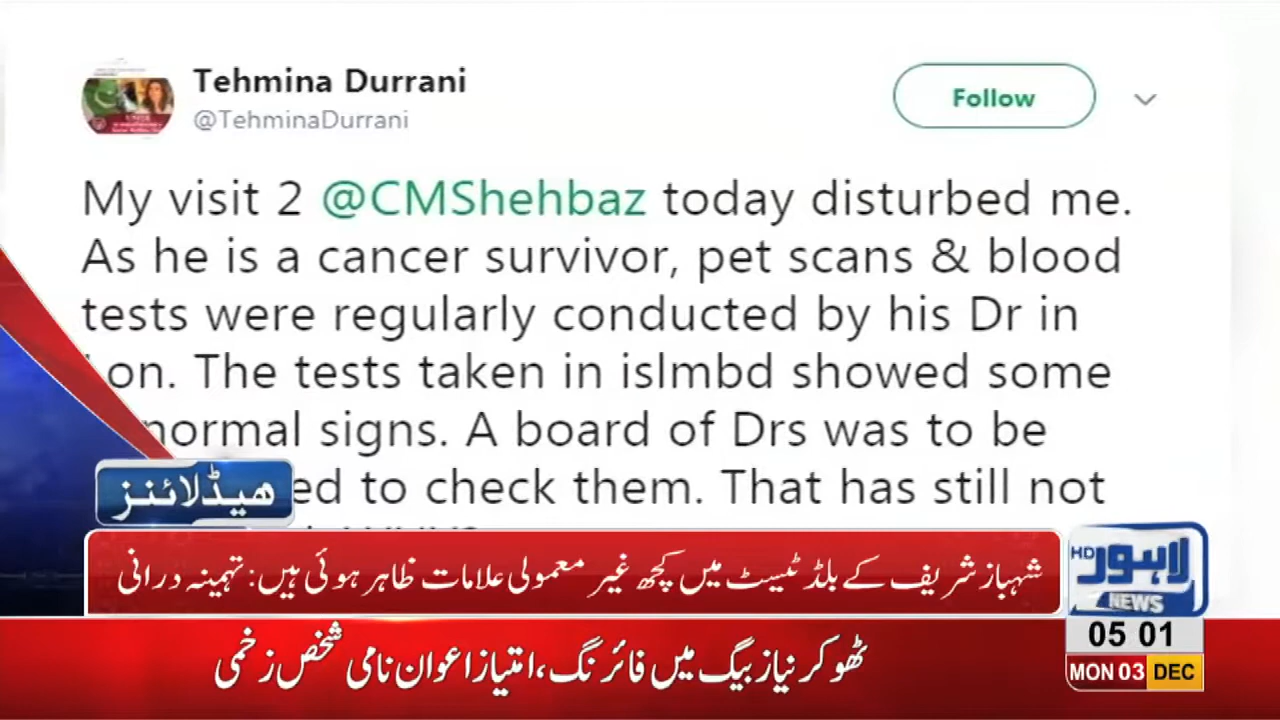 Tehmina Durrani
@TehminaDurrani
Follow
My visit 2 @CMShehbaz today disturbed me.
As he is a cancer survivor, pet scans & blood
tests were regularly conducted by his Dr in
on. The tests taken in islmbd showed some
normal signs. A board of Drs was to be
ed to check them. That has still not
ھیڈلائنز
شہباز شریف کے بلڈ ٹیسٹ میں کچھ غیر معمولی علامات ظاہر ہوئی ہیں: تہمینہ درانی
HD لاہور
NEWS
ٹھوکر نیاز بیگ میں فائرنگ، امتیاز اعوان نامی شخص زخمی
05 01
MON 03 DEC